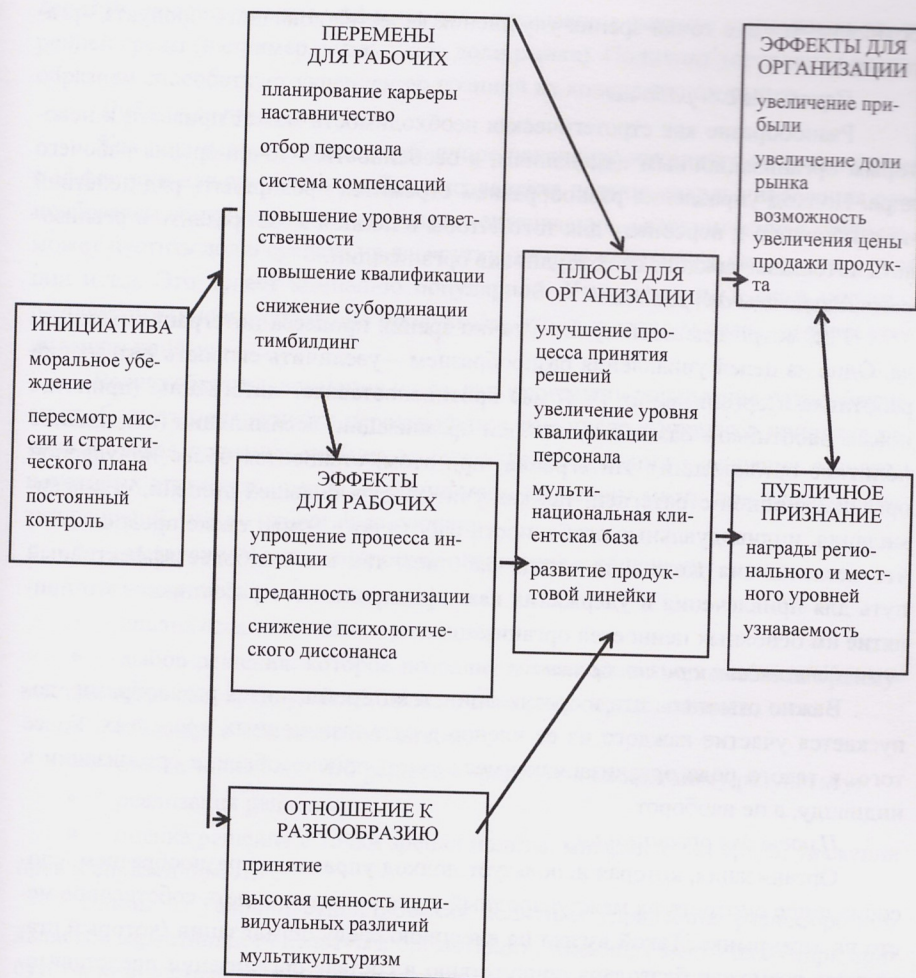 ПЕРЕМЕНЫ
ДЛЯ РАБОЧИХ
планирование карьеры
наставничество
отбор персонала
система компенсаций
повышение уровня ответ-
ственности
повышение квалификации
снижение субординации
тимбилдинг
ЭФФЕКТЫ ДЛЯ
ОРГАНИЗАЦИИ
увеличение при-
были
увеличение доли
рынка
возможность
увеличения цены
продажи продук-
та
ИНИЦИАТИВА
моральное убе-
ждение
пересмотр мис-
сии и стратеги-
ческого плана
постоянный
контроль
ПЛЮСЫ ДЛЯ
ОРГАНИЗАЦИИ
улучшение про-
цесса принятия
решений
увеличение уровня
квалификации
персонала
мульти-
национальная кли-
ентская база
развитие продук-
товой линейки
ЭФФЕКТЫ
ДЛЯ РАБОЧИХ
упрощение процесса ин-
теграции
преданность организации
снижение психологиче-
ского диссонанса
ПУБЛИЧНОЕ
ПРИЗНАНИЕ
награды регио-
нального и мест-
ного уровней
узнаваемость
ОТНОШЕНИЕ К
РАЗНООБРАЗИЮ
принятие
высокая ценность инди-
видуальных различий
мультикультуризм